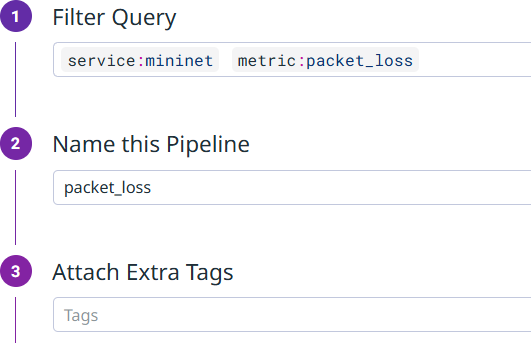 1 Filter Query
service:mininet metric:packet_loss
2 Name this Pipeline
packet_loss
3 Attach Extra Tags
Tags